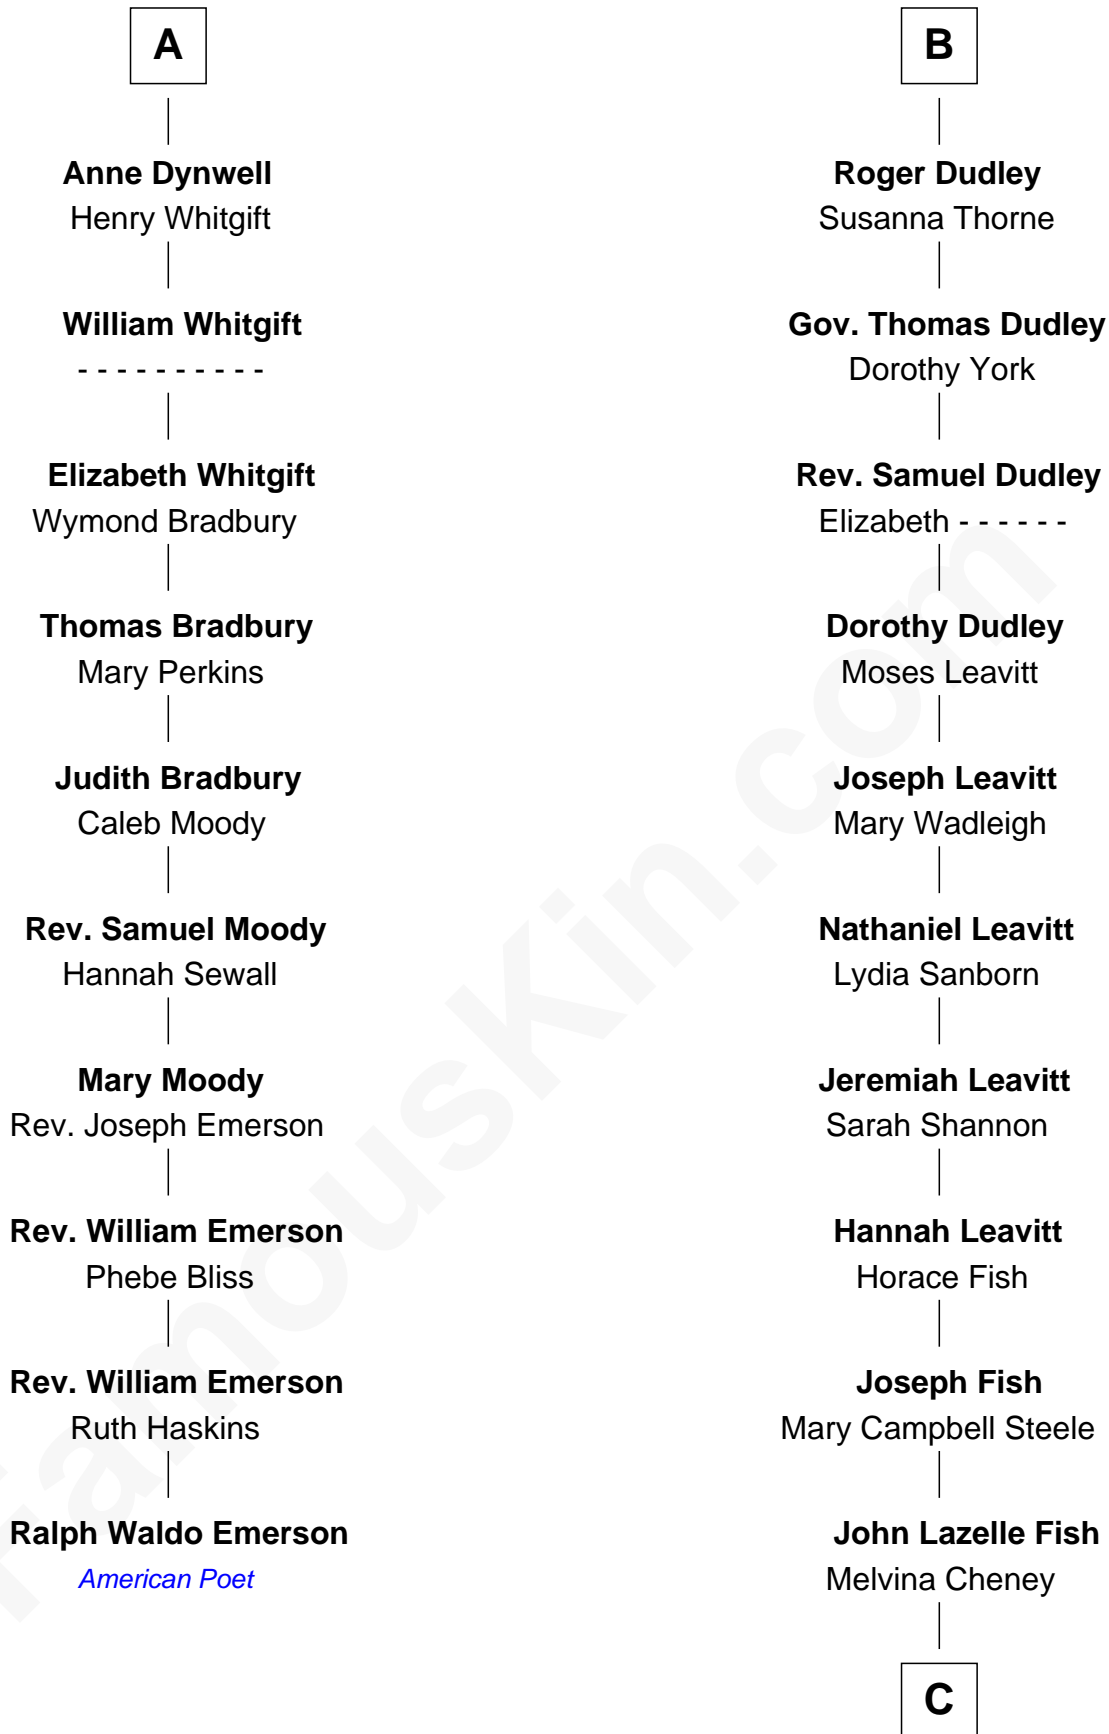 A
Anne Dynwell
Henry Whitgift
William Whitgift
- - - - - - - - - -
Elizabeth Whitgift
Wymond Bradbury
Thomas Bradbury
Mary Perkins
Judith Bradbury
Caleb Moody
Rev. Samuel Moody
Hannah Sewall
Mary Moody
Rev. Joseph Emerson
Rev. William Emerson
Phebe Bliss
Rev. William Emerson
Ruth Haskins
Ralph Waldo Emerson
American Poet
B
Roger Dudley
Susanna Thorne
Gov. Thomas Dudley
Dorothy York
Rev. Samuel Dudley
Elizabeth - - - - - -
Dorothy Dudley
Moses Leavitt
Joseph Leavitt
Mary Wadleigh
Nathaniel Leavitt
Lydia Sanborn
Jeremiah Leavitt
Sarah Shannon
Hannah Leavitt
Horace Fish
Joseph Fish
Mary Campbell Steele
John Lazelle Fish
Melvina Cheney
C
FamousKin.com